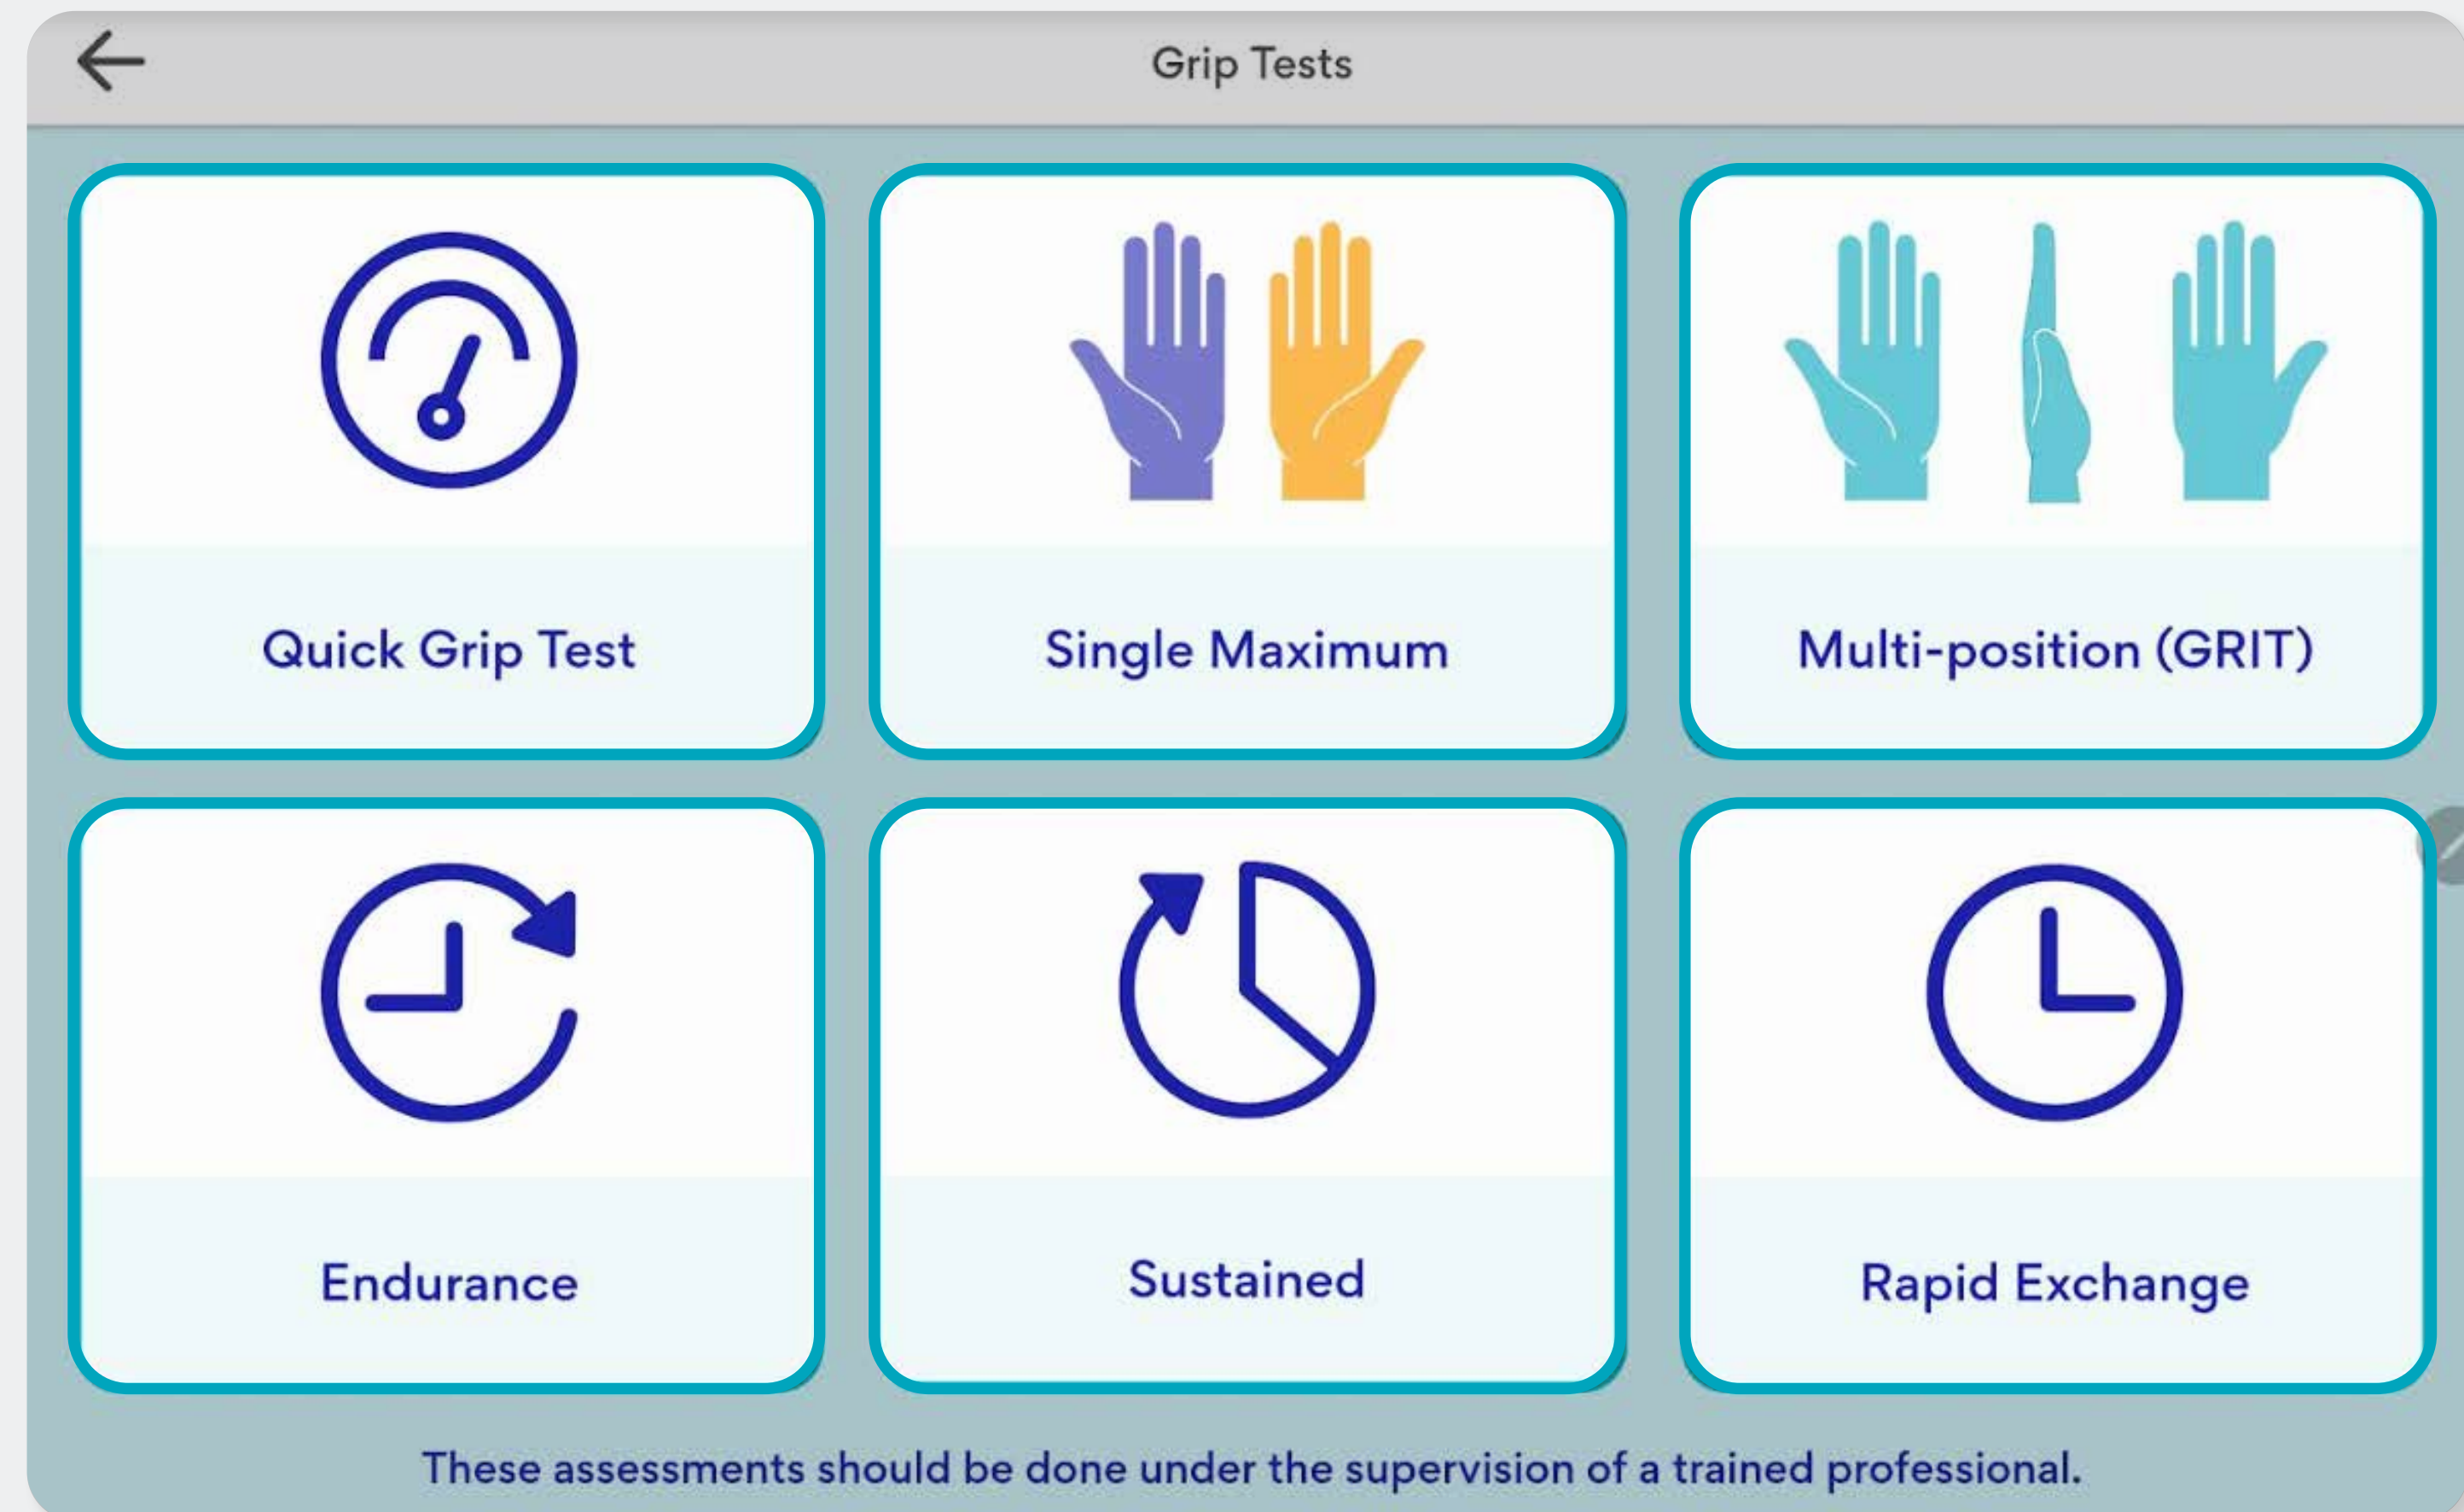 Grip Tests
Quick Grip Test
Single Maximum
Multi-position (GRIT)
Endurance
Sustained
Rapid Exchange
These assessments should be done under the supervision of a trained professional.